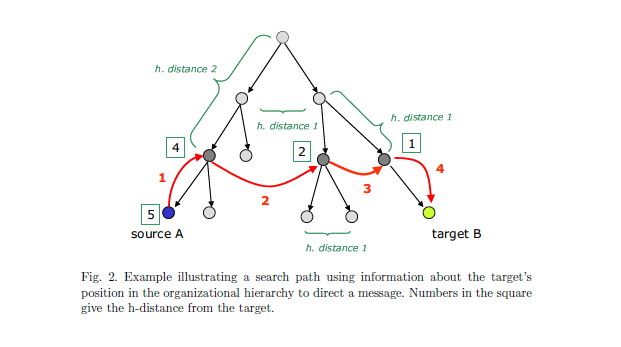 h. distance 2
h. distance 1
h. distance 1
4
2
1
1
4
3
2
5
source A
target B
h. distance 1
Fig. 2. Example illustrating a search path using information about the target's
position in the organizational hierarchy to direct a message. Numbers in the square
give the h-distance from the target.